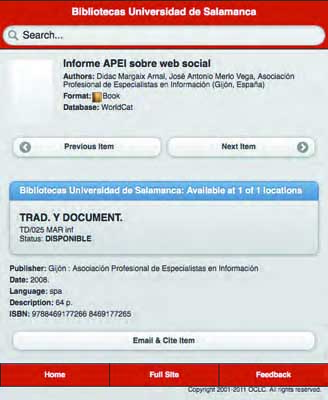 Bibliotecas Universidad de Salamanca
Search...
Informe APEI sobre web social
Authors: Didac Margaix Arnal, José Antonio Merlo Vega, Asociación
Profesional de Especialistas en Información (Gijón, España)
Format: Book
Database: WorldCat
Previous Item
Next Item
Bibliotecas Universidad de Salamanca: Available at 1 of 1 locations
TRAD. Y DOCUMENT.
TD/025 MAR inf
Status: DISPONIBLE
Publisher: Gijón : Asociación Profesional de Especialistas en Información
Date: 2008.
Language: spa
Description: 64 p.
ISBN: 9788469177266 8469177265
Email & Cite Item
Home
Full Site
Feedback
Copyright 2001-2011 OCLC. All rights reserved.